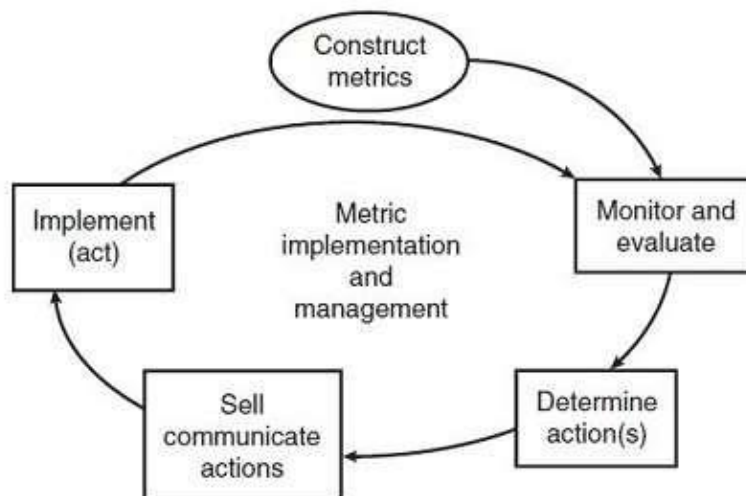 Construct
metrics
Implement
(act)
Metric
implementation
and
management
Monitor and
evaluate
Sell
communicate
actions
Determine
action(s)